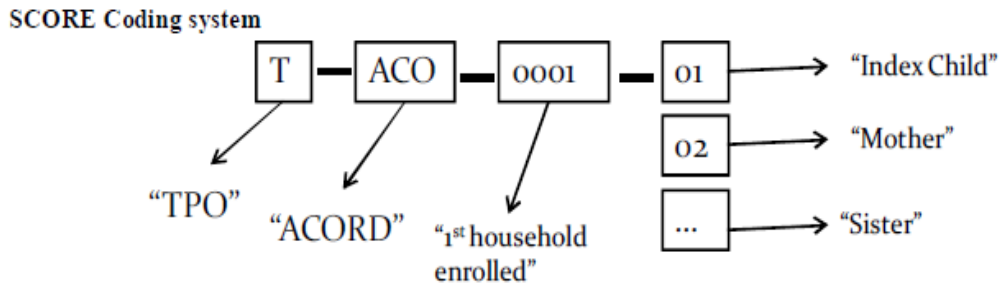 SCORE Coding system
T ACO 0001 01 “Index Child”
02 “Mother”
“TPO” “ACORD” “1st household enrolled” ... “Sister”